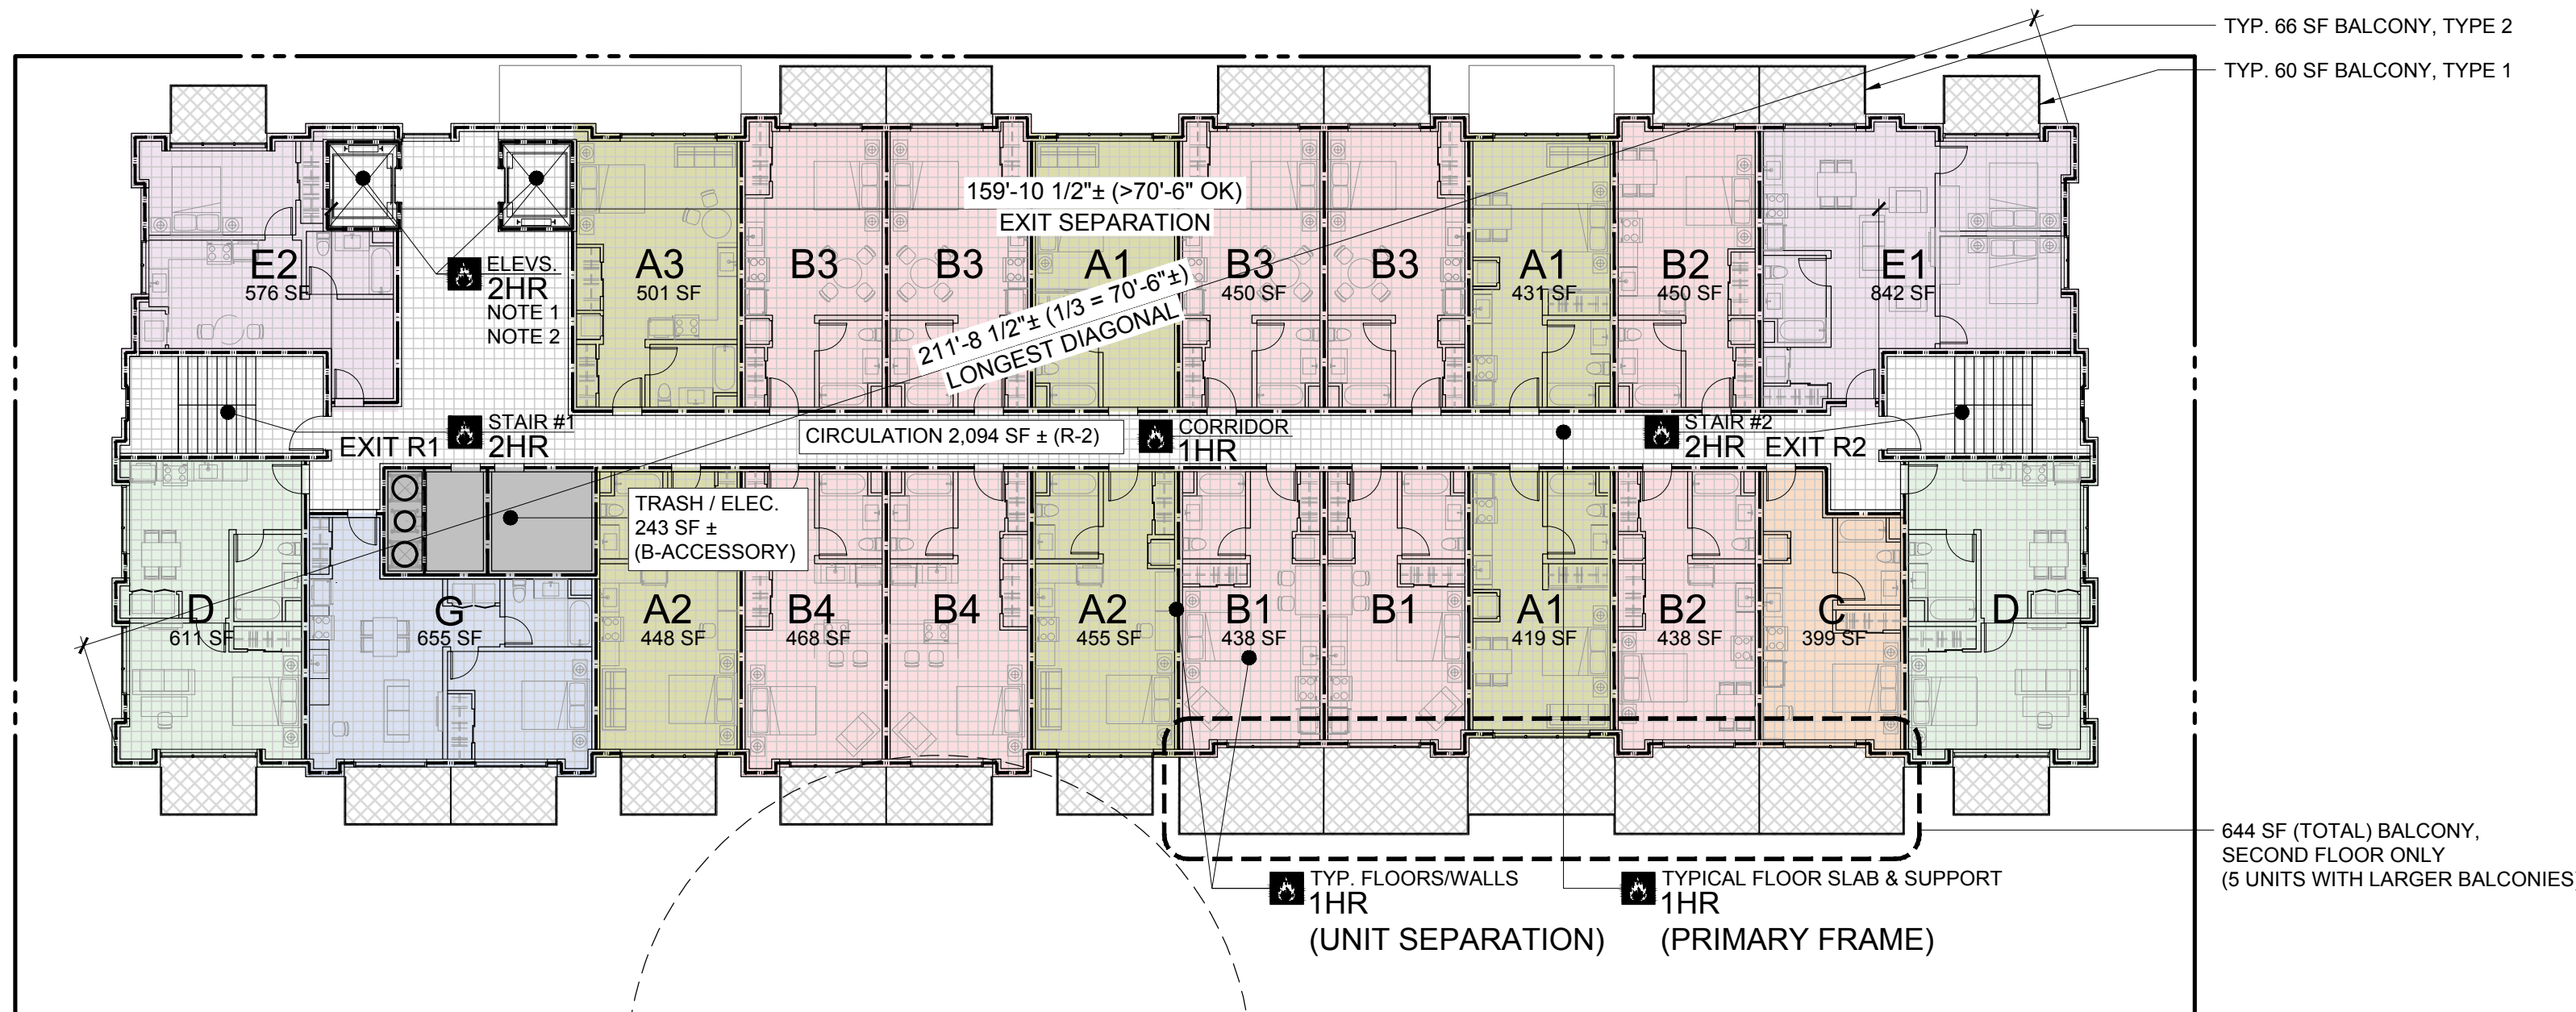 TYP. 66 SF BALCONY, TYPE 2
TYP. 60 SF BALCONY, TYPE 1
159'-10 1/2"± (>70'-6" OK)
EXIT SEPARATION
E2
576 SF
ELEVS.
2HR
NOTE 1
NOTE 2
A3
501 SF
B3
B3
A1
B3
450 SF
B3
A1
431 SF
B2
450 SF
E1
842 SF
211'-8 1/2"± (1/3 = 70'-6"±)
LONGEST DIAGONAL
EXIT R1
STAIR #1
2HR
CIRCULATION 2,094 SF ± (R-2)
CORRIDOR
1HR
STAIR #2
2HR
EXIT R2
TRASH / ELEC.
243 SF ±
(B-ACCESSORY)
D
611 SF
G
655 SF
A2
448 SF
B4
468 SF
B4
A2
455 SF
B1
438 SF
B1
A1
419 SF
B2
438 SF
C
399 SF
D
644 SF (TOTAL) BALCONY,
SECOND FLOOR ONLY
(5 UNITS WITH LARGER BALCONIES)
TYP. FLOORS/WALLS
1HR
(UNIT SEPARATION)
TYPICAL FLOOR SLAB & SUPPORT
1HR
(PRIMARY FRAME)